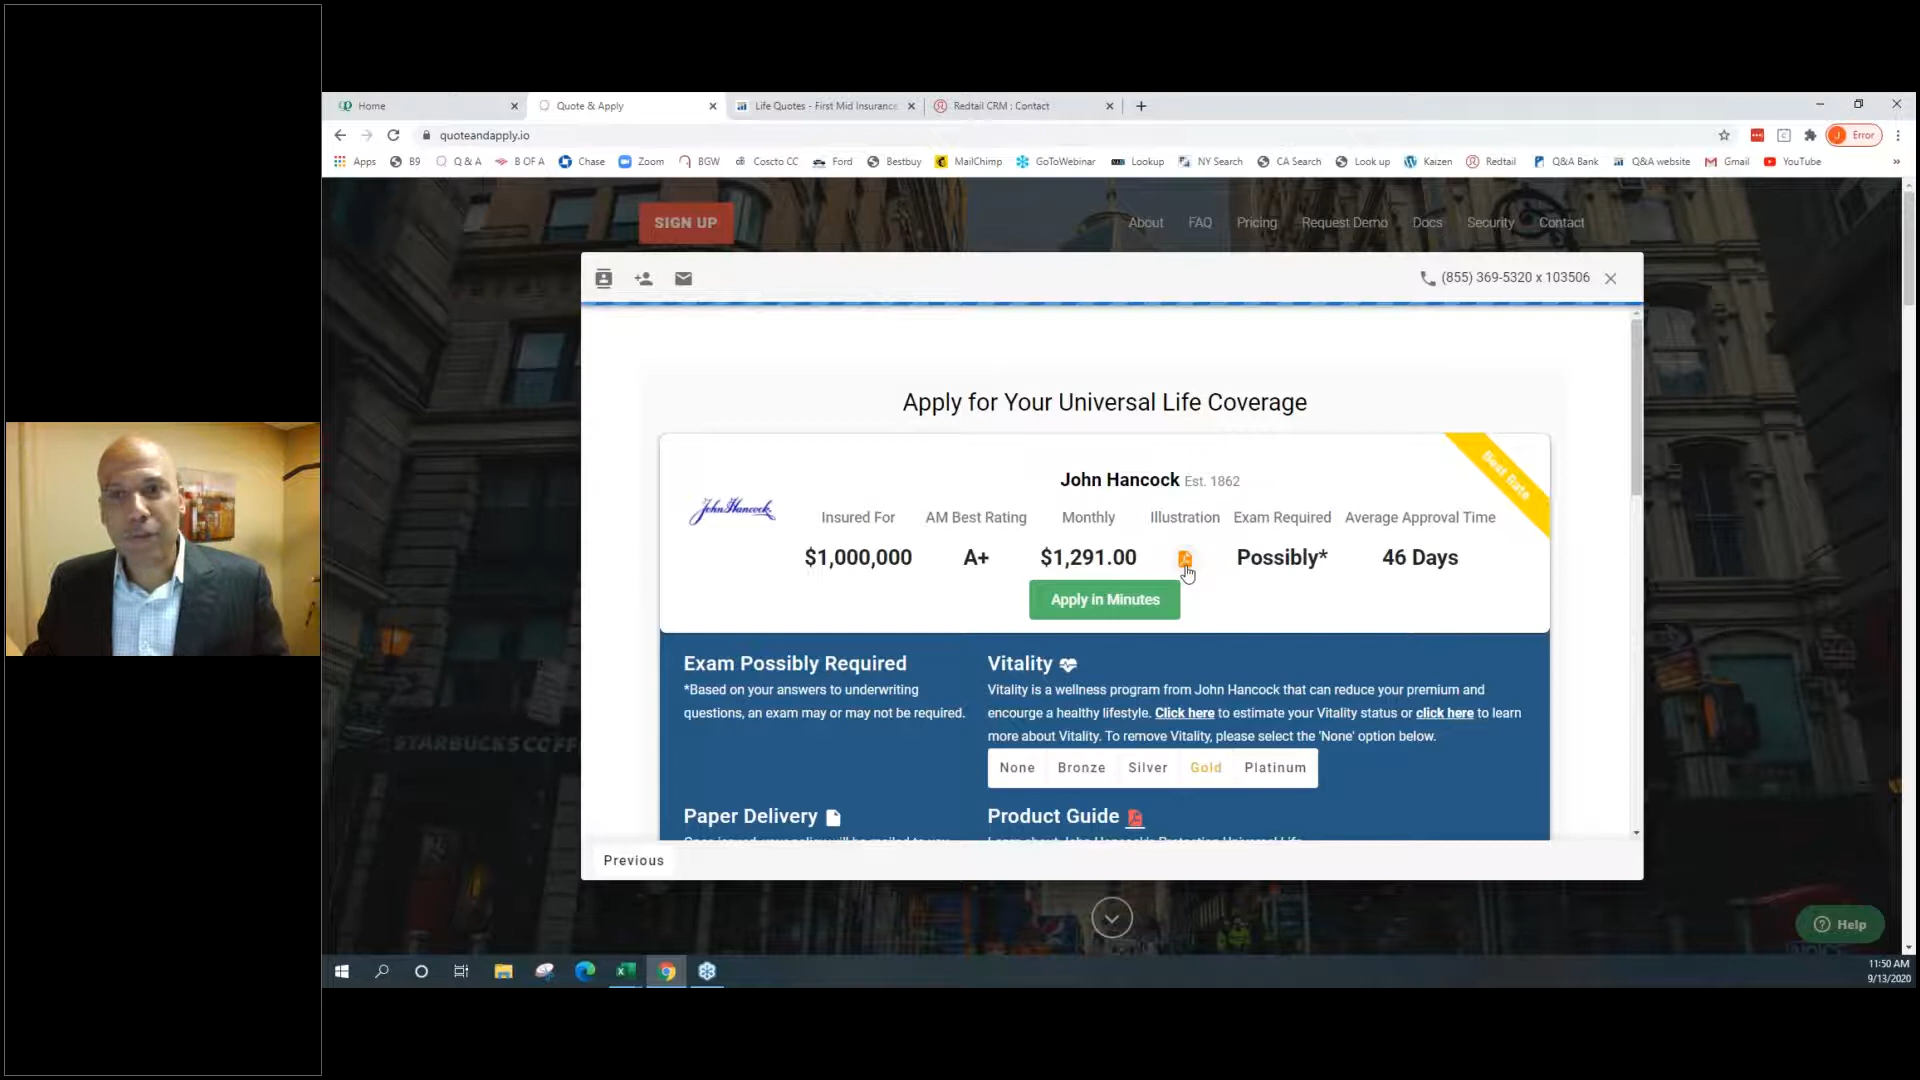 Home
Quote & Apply
Life Quotes - First Mid Insurance
Redtail CRM : Contact
quoteandapply.io
Error
Apps
B9
Q & A
B OF A
Chase
Zoom
BGW
Coscto CC
Ford
Bestbuy
MailChimp
GoToWebinar
Lookup
NY Search
CA Search
Look up
Kaizen
Redtail
Q&A Bank
Q&A website
Gmail
YouTube
SIGN UP
About
FAQ
Pricing
Request Demo
Docs
Security
Contact
(855) 369-5320 x 103506
Apply for Your Universal Life Coverage
Best Rate
John Hancock Est. 1862
John Hancock
Insured For
AM Best Rating
Monthly
Illustration
Exam Required
Average Approval Time
$1,000,000
A+
$1,291.00
Possibly*
46 Days
Apply in Minutes
Exam Possibly Required
*Based on your answers to underwriting
questions, an exam may or may not be required.
Vitality
Vitality is a wellness program from John Hancock that can reduce your premium and
encourge a healthy lifestyle. Click here to estimate your Vitality status or click here to learn
more about Vitality. To remove Vitality, please select the 'None' option below.
None
Bronze
Silver
Gold
Platinum
Paper Delivery
Product Guide
Previous
STARBUCKS COFF
Help
11:50 AM
9/13/2020